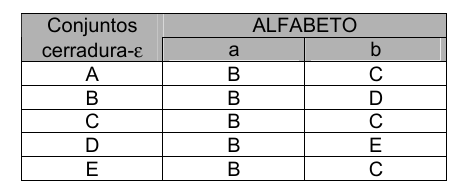 Conjuntos ALFABETO
cerradura-ε a b
A B C
B B D
C B C
D B E
E B C